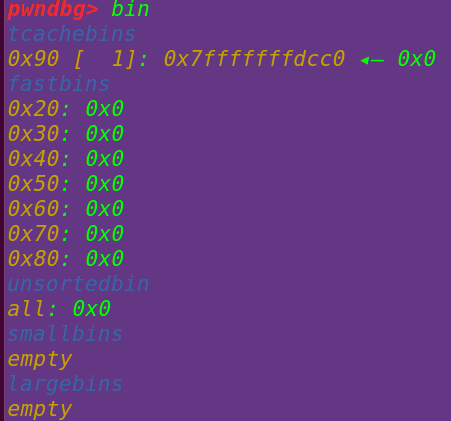 pwndbg> bin
tcachebins
0x90 [  1]: 0x7fffffffdcc0 ◂— 0x0
fastbins
0x20: 0x0
0x30: 0x0
0x40: 0x0
0x50: 0x0
0x60: 0x0
0x70: 0x0
0x80: 0x0
unsortedbin
all: 0x0
smallbins
empty
largebins
empty